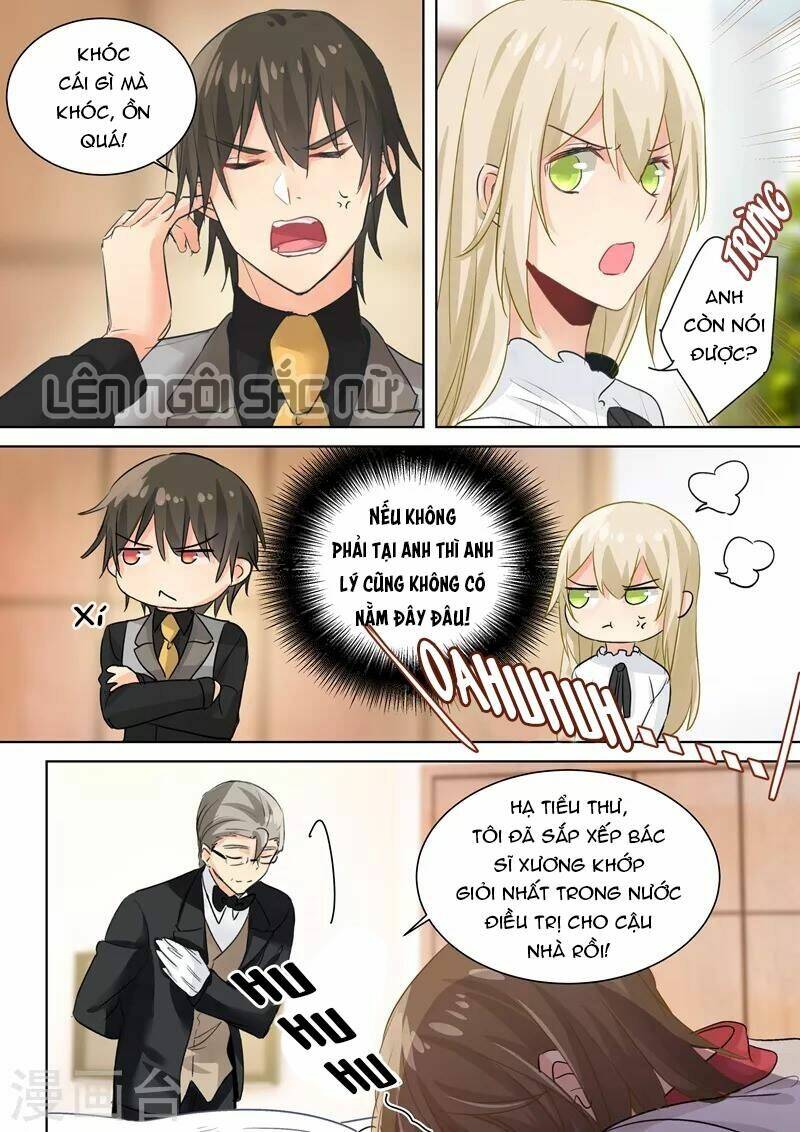 KHÓC
CÁI GÌ MÀ
KHÓC, ỒN
QUÁ!
TRỪNG
ANH
CÒN NÓI
ĐƯỢC?
LÊN NGÔI SẮC NỮ
NẾU KHÔNG
PHẢI TẠI ANH THÌ ANH
LÝ CŨNG KHÔNG CÓ
NẰM ĐÂY ĐÂU!
XÍ
OAHUHUH......
HẠ TIỂU THƯ,
TÔI ĐÃ SẮP XẾP BÁC
SĨ XƯƠNG KHỚP
GIỎI NHẤT TRONG NƯỚC
ĐIỀU TRỊ CHO CẬU
NHÀ RỒI!
HU
HU
HU
漫画台